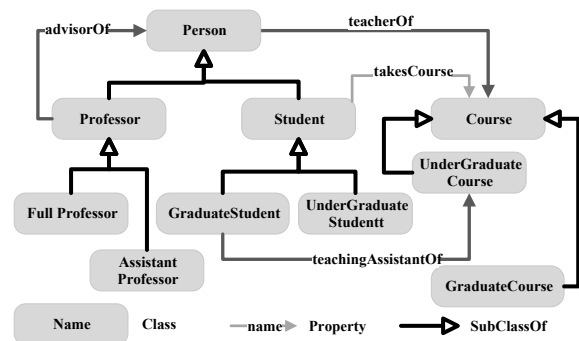 advisorOf
Person
teacherOf
takesCourse
Professor
Student
Course
UnderGraduate
Course
Full Professor
GraduateStudent
UnderGraduate
Studentt
Assistant
Professor
teachingAssistantOf
GraduateCourse
Name
Class
name
Property
SubClassOf